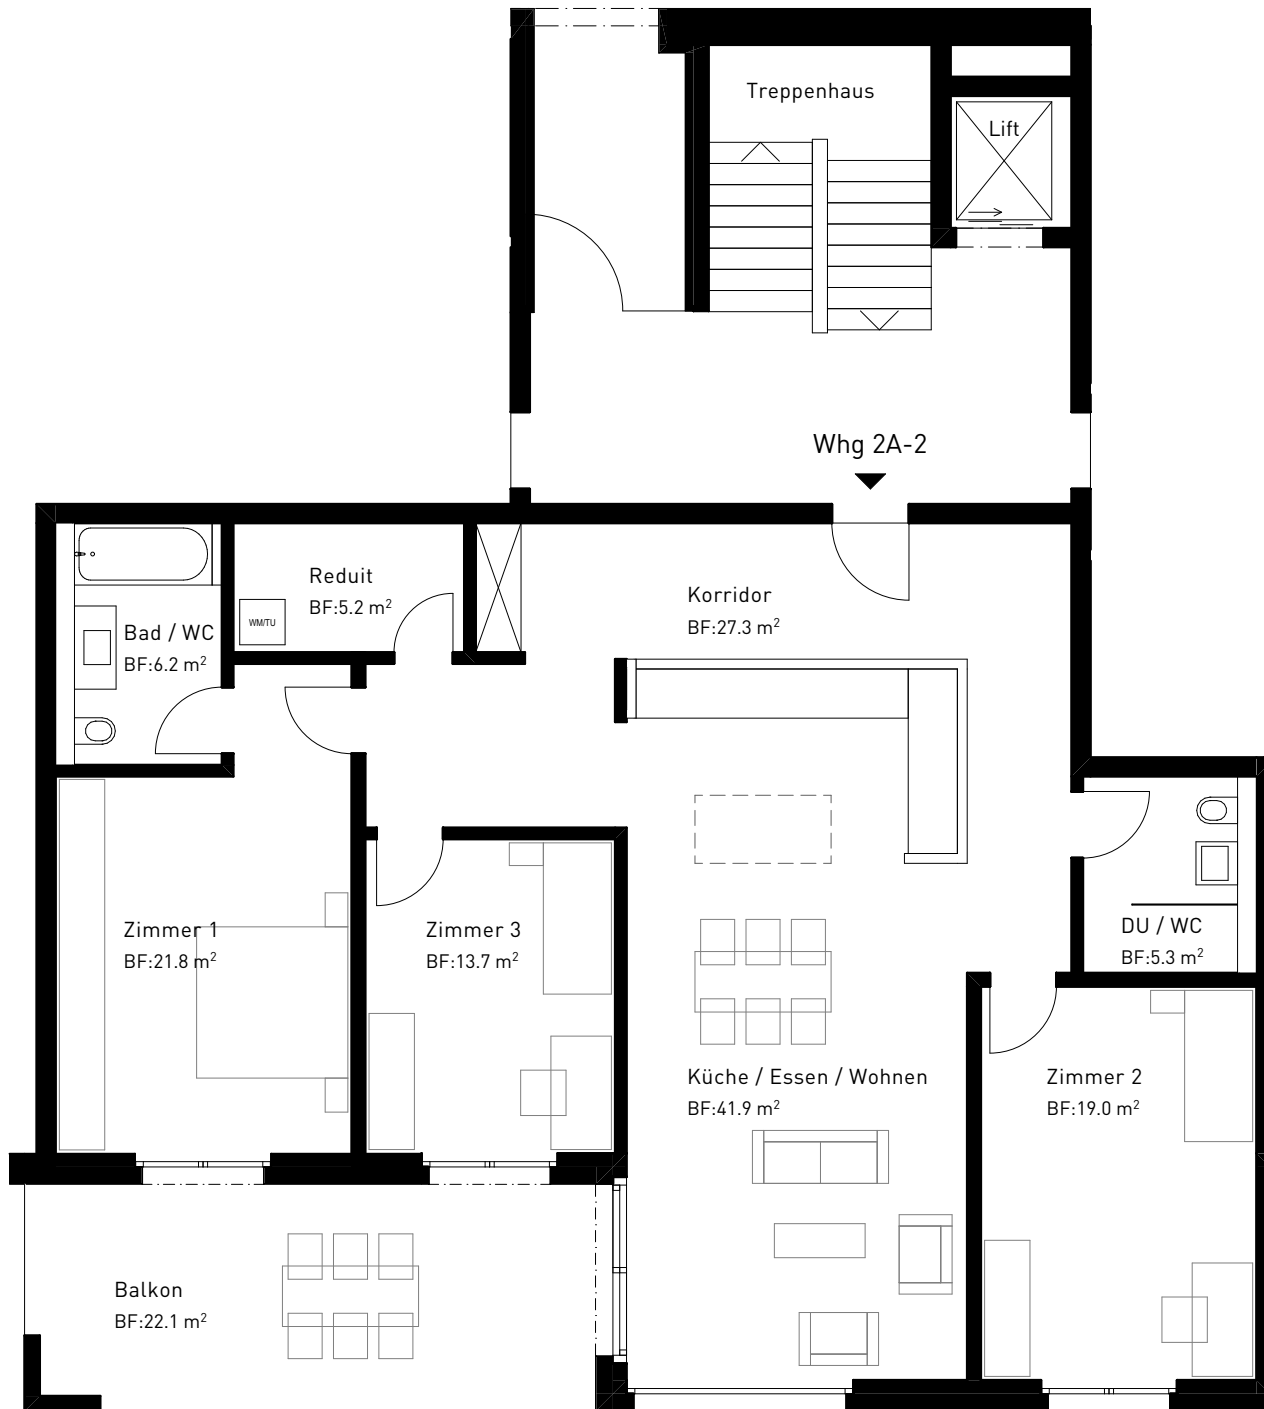 Treppenhaus
Lift
Whg 2A-2
Reduit
BF:5.2 m²
WM/TU
Korridor
BF:27.3 m²
Bad / WC
BF:6.2 m²
Zimmer 1
BF:21.8 m²
Zimmer 3
BF:13.7 m²
DU / WC
BF:5.3 m²
Küche / Essen / Wohnen
BF:41.9 m²
Zimmer 2
BF:19.0 m²
Balkon
BF:22.1 m²